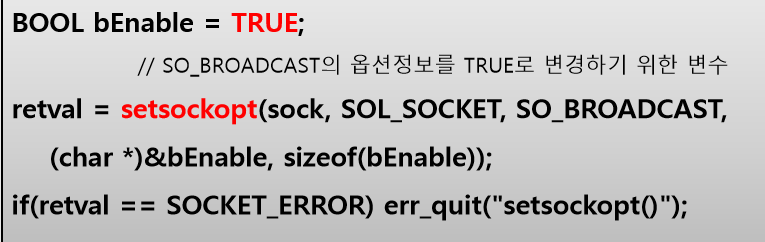 BOOL bEnable = TRUE;
// SO_BROADCAST의 옵션정보를 TRUE로 변경하기 위한 변수
retval = setsockopt(sock, SOL_SOCKET, SO_BROADCAST,
(char *)&bEnable, sizeof(bEnable));
if(retval == SOCKET_ERROR) err_quit("setsockopt()");